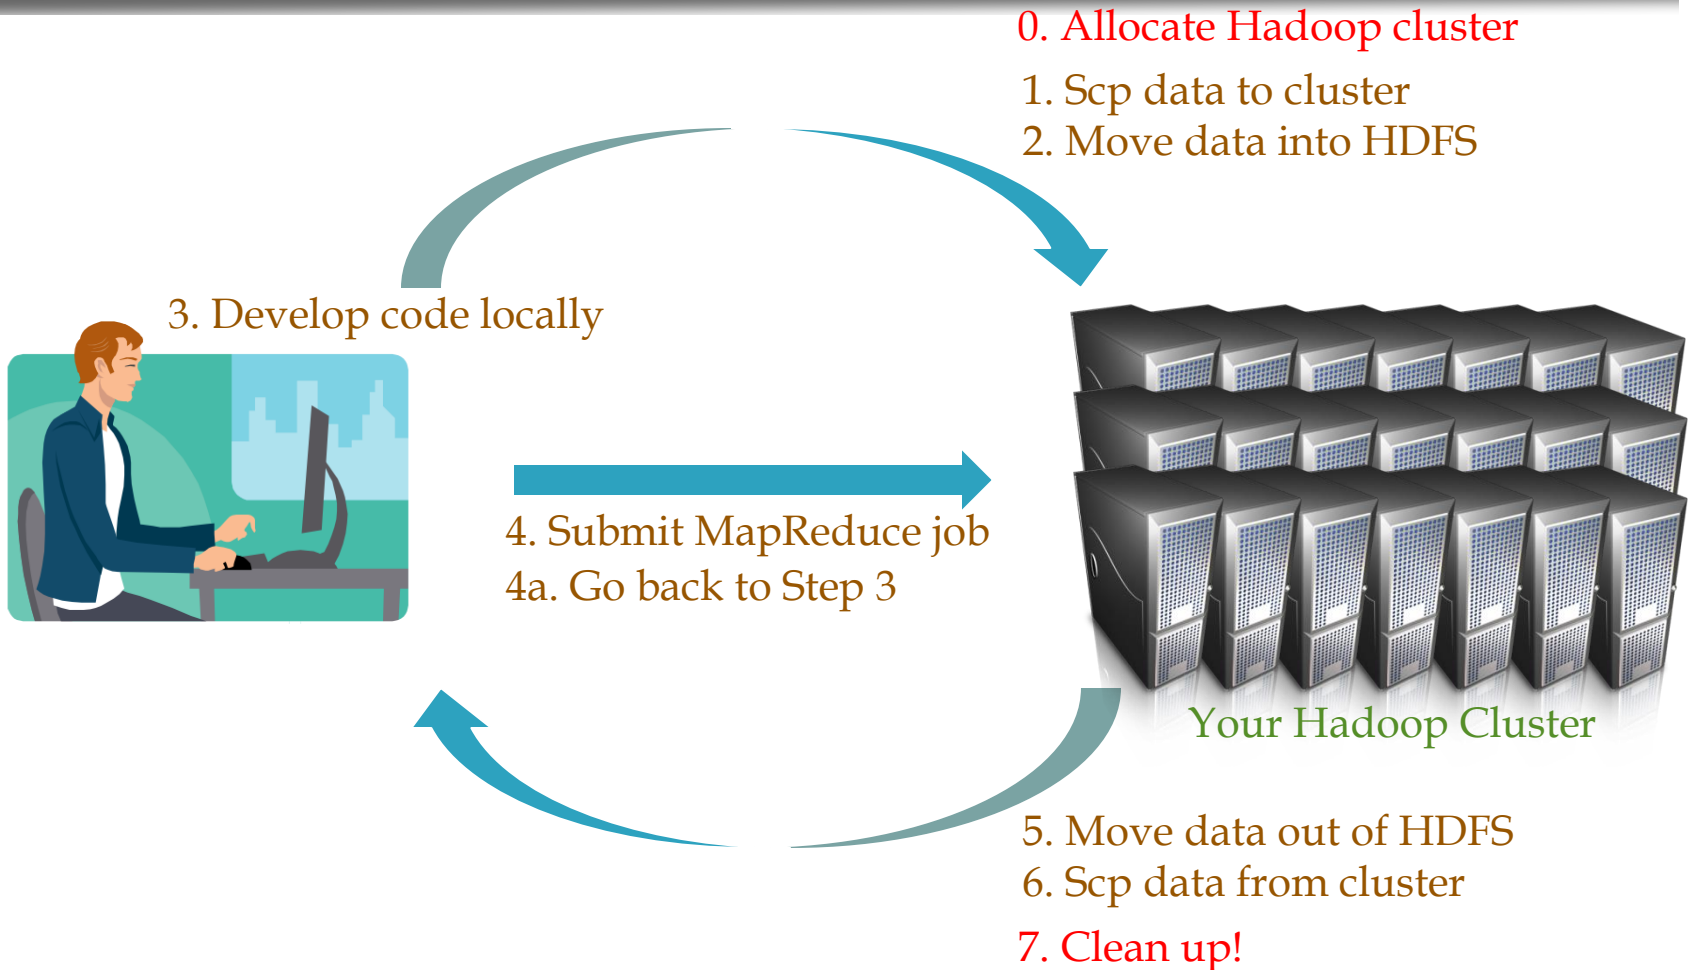 0. Allocate Hadoop cluster
1. Scp data to cluster
2. Move data into HDFS
3. Develop code locally
4. Submit MapReduce job
4a. Go back to Step 3
Your Hadoop Cluster
5. Move data out of HDFS
6. Scp data from cluster
7. Clean up!